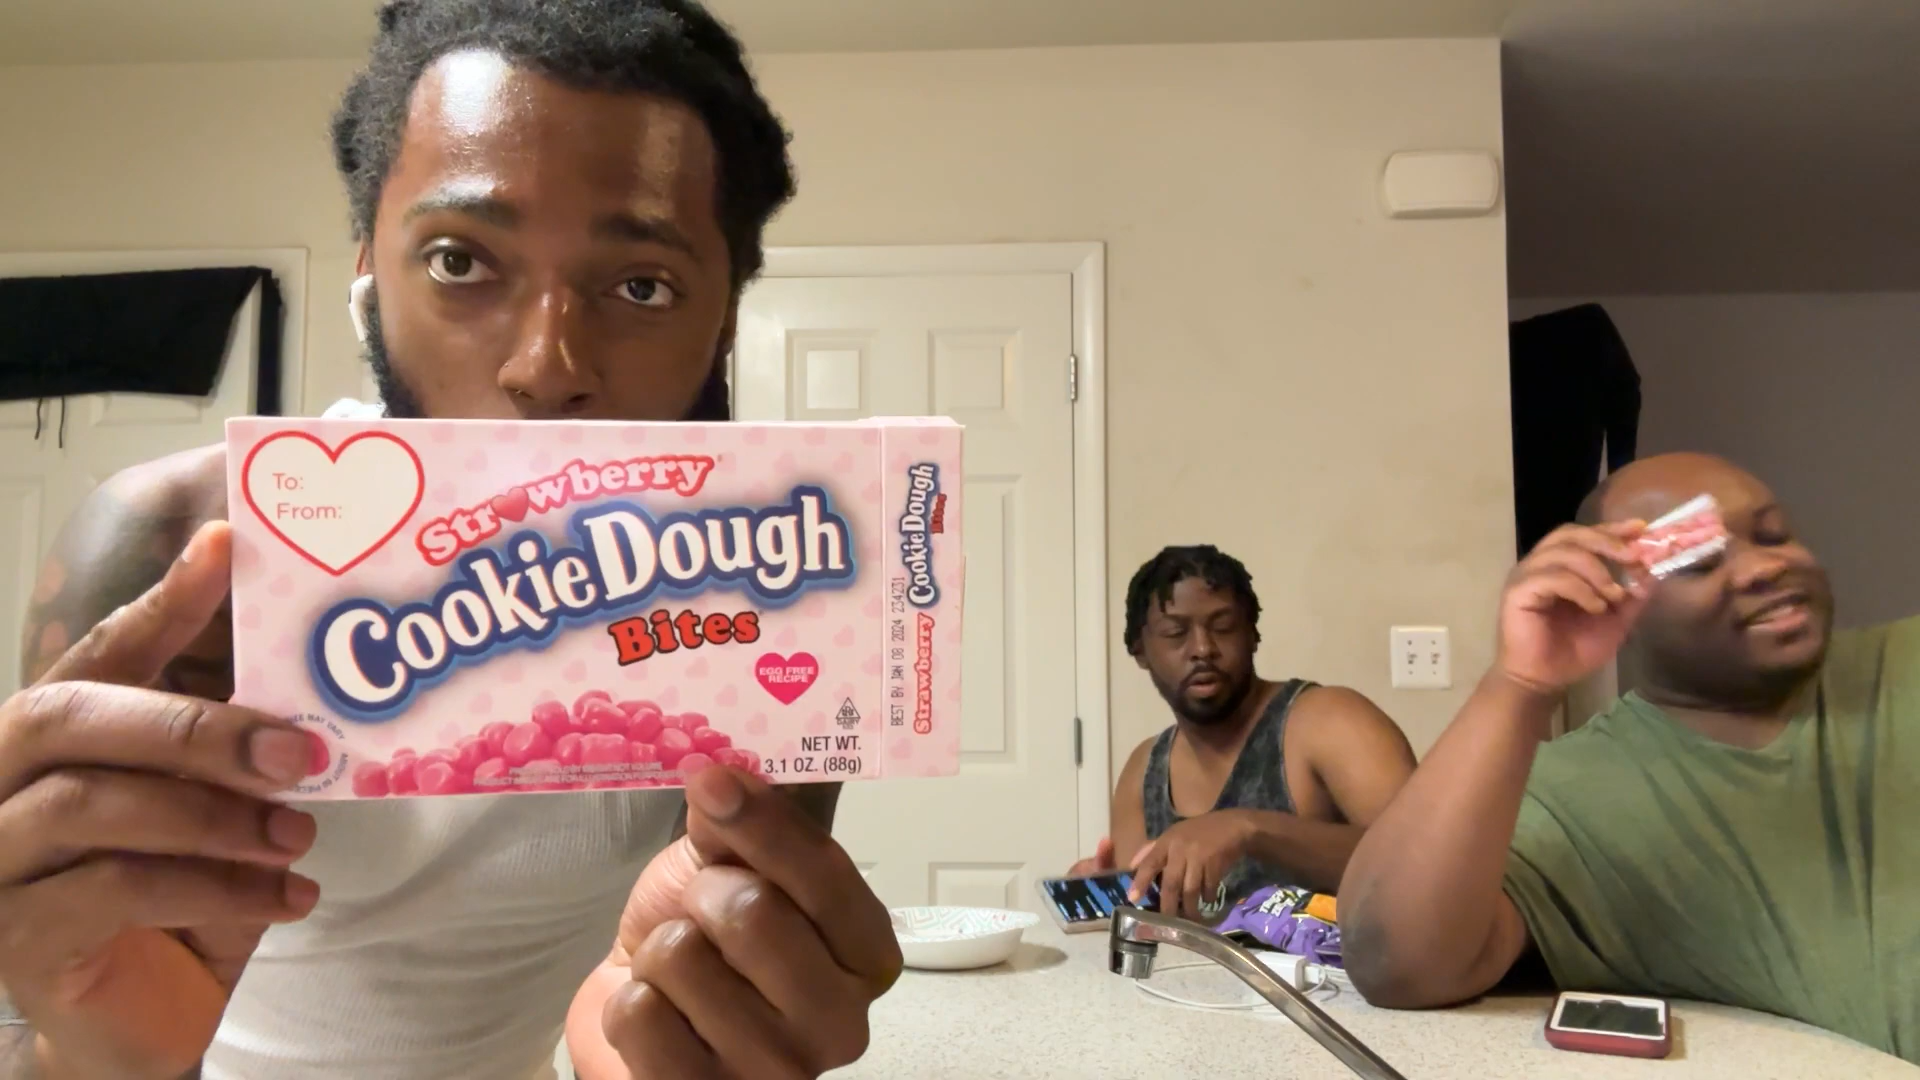 To:
From:
Strawberry
CookieDough
Bites
EGG FREE
RECIPE
NET WT.
3.1 OZ. (88g)
BEST BY JAN 08 2024 234231
Strawberry CookieDough Bites